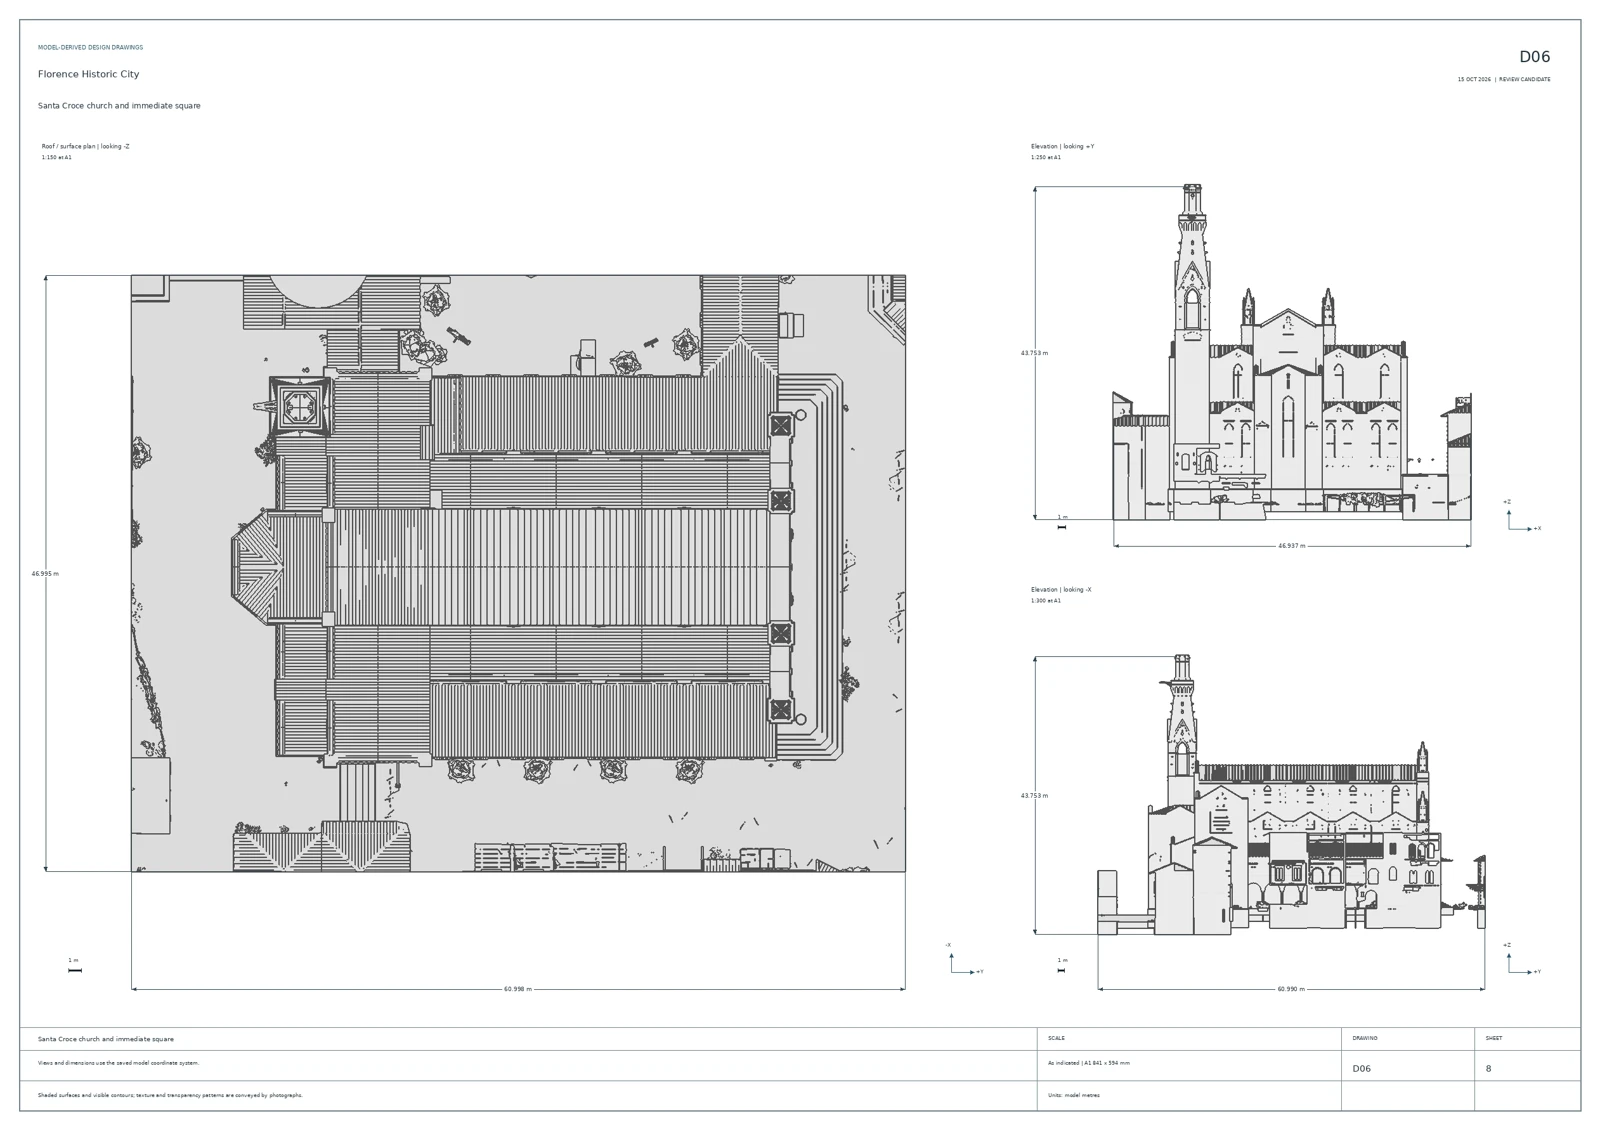 MODEL-DERIVED DESIGN DRAWINGS
Florence Historic City
Santa Croce church and immediate square
D06
15 OCT 2026 | REVIEW CANDIDATE
Roof / surface plan | looking -Z
1:150 at A1
46.995 m
60.998 m
1 m
-X
+Y
Elevation | looking +Y
1:250 at A1
43.753 m
46.937 m
1 m
+Z
+X
Elevation | looking -X
1:300 at A1
43.753 m
60.990 m
1 m
+Z
+Y
Santa Croce church and immediate square
Views and dimensions use the saved model coordinate system.
Shaded surfaces and visible contours; texture and transparency patterns are conveyed by photographs.
SCALE
As indicated | A1 841 x 594 mm
Units: model metres
DRAWING
D06
SHEET
8